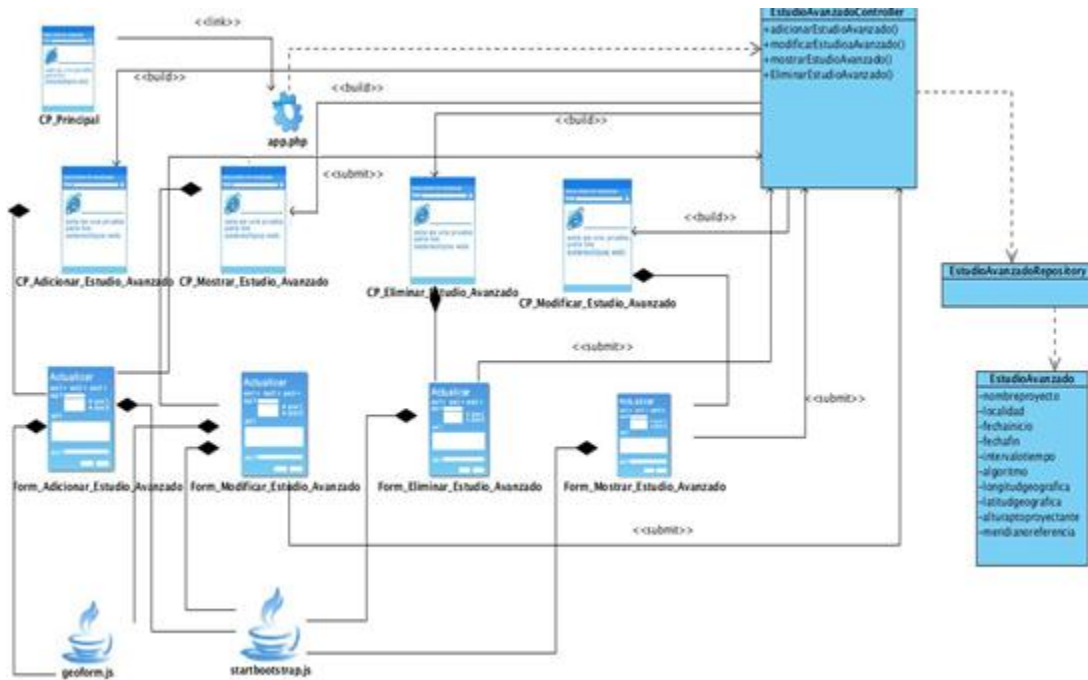 <<link>>
EstudioAvanzadoController
+adicionarEstudioAvanzado()
+modificarEstudioaAvanzado()
+mostrarEstudioAvanzado()
+EliminarEstudioAvanzado()
<<build>>
<<build>>
<<build>>
CP_Principal
app.php
<<submit>>
<<build>>
CP_Adicionar_Estudio_Avanzado
CP_Mostrar_Estudio_Avanzado
CP_Eliminar_Estudio_Avanzado
CP_Modificar_Estudio_Avanzado
EstudioAvanzadoRepository
<<submit>>
Actualizar
Actualizar
Actualizar
Actualizar
<<submit>>
EstudioAvanzado
-nombreproyecto
-localidad
-fechainicio
-fechafin
-intervalotiempo
-algoritmo
-longitudgeografica
-latitudgeografica
-alturaptoproyectante
-meridianoreferencia
Form_Adicionar_Estudio_Avanzado
Form_Modificar_Estudio_Avanzado
Form_Eliminar_Estudio_Avanzado
Form_Mostrar_Estudio_Avanzado
<<submit>>
geoform.js
startbootstrap.js